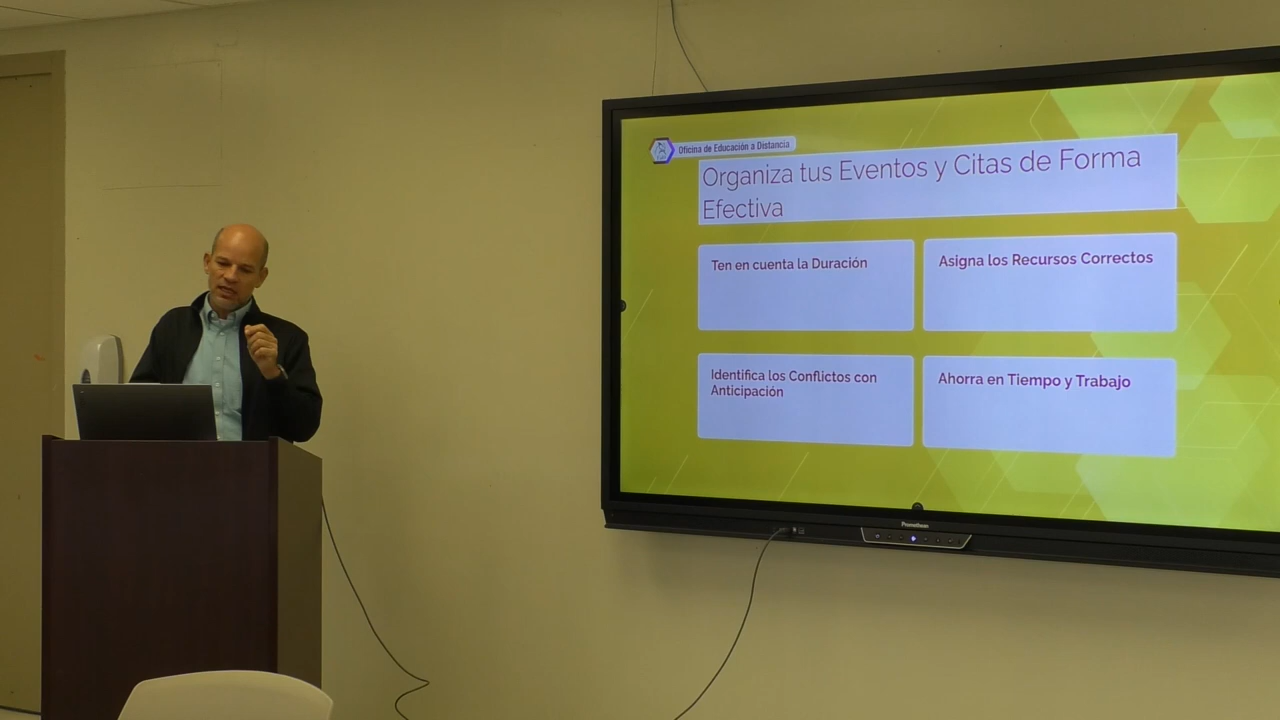 Oficina de Educación a Distancia
Organiza tus Eventos y Citas de Forma
Efectiva
Ten en cuenta la Duración
Asigna los Recursos Correctos
Identifica los Conflictos con
Anticipación
Ahorra en Tiempo y Trabajo
Promethean